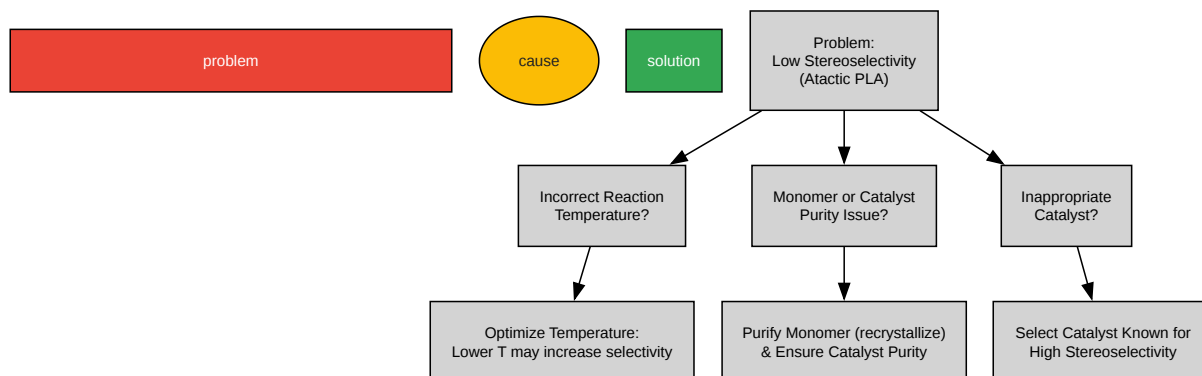 problem
cause
solution
Problem:
Low Stereoselectivity
(Atactic PLA)
Incorrect Reaction
Temperature?
Monomer or Catalyst
Purity Issue?
Inappropriate
Catalyst?
Optimize Temperature:
Lower T may increase selectivity
Purify Monomer (recrystallize)
& Ensure Catalyst Purity
Select Catalyst Known for
High Stereoselectivity